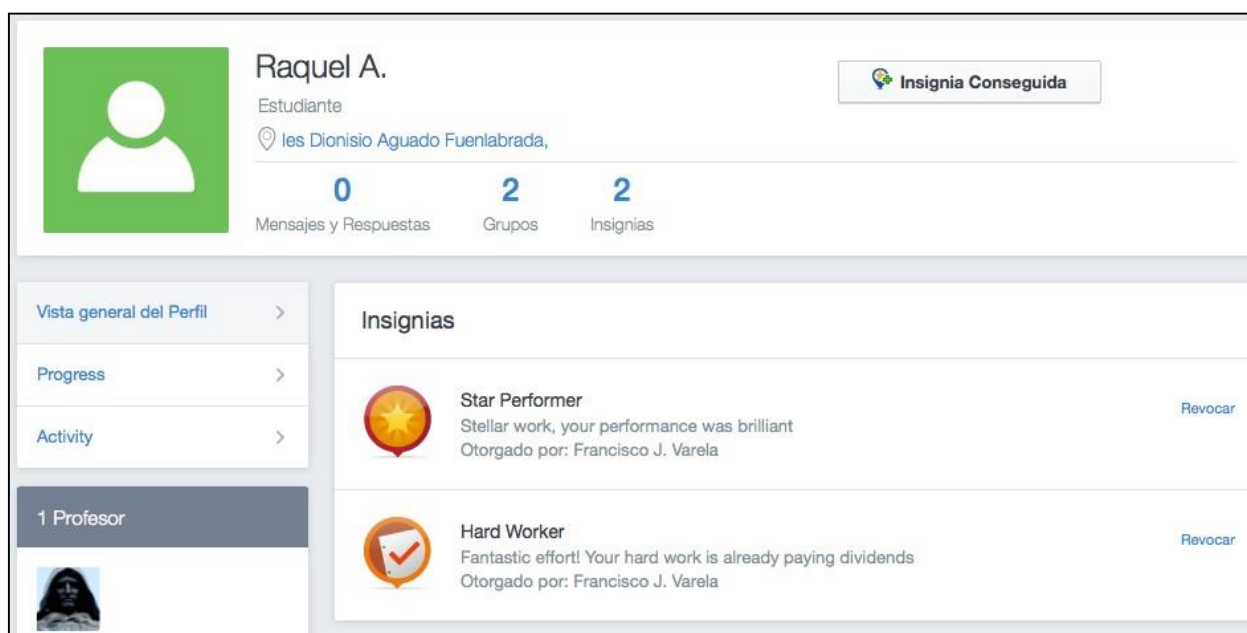 Raquel A.
Insignia Conseguida
Estudiante
Ies Dionisio Aguado Fuenlabrada,
0 2 2
Mensajes y Respuestas Grupos Insignias
Vista general del Perfil
Progress
Activity
1 Profesor
Insignias
Star Performer
Stellar work, your performance was brilliant
Otorgado por: Francisco J. Varela
Revocar
Hard Worker
Fantastic effort! Your hard work is already paying dividends
Otorgado por: Francisco J. Varela
Revocar